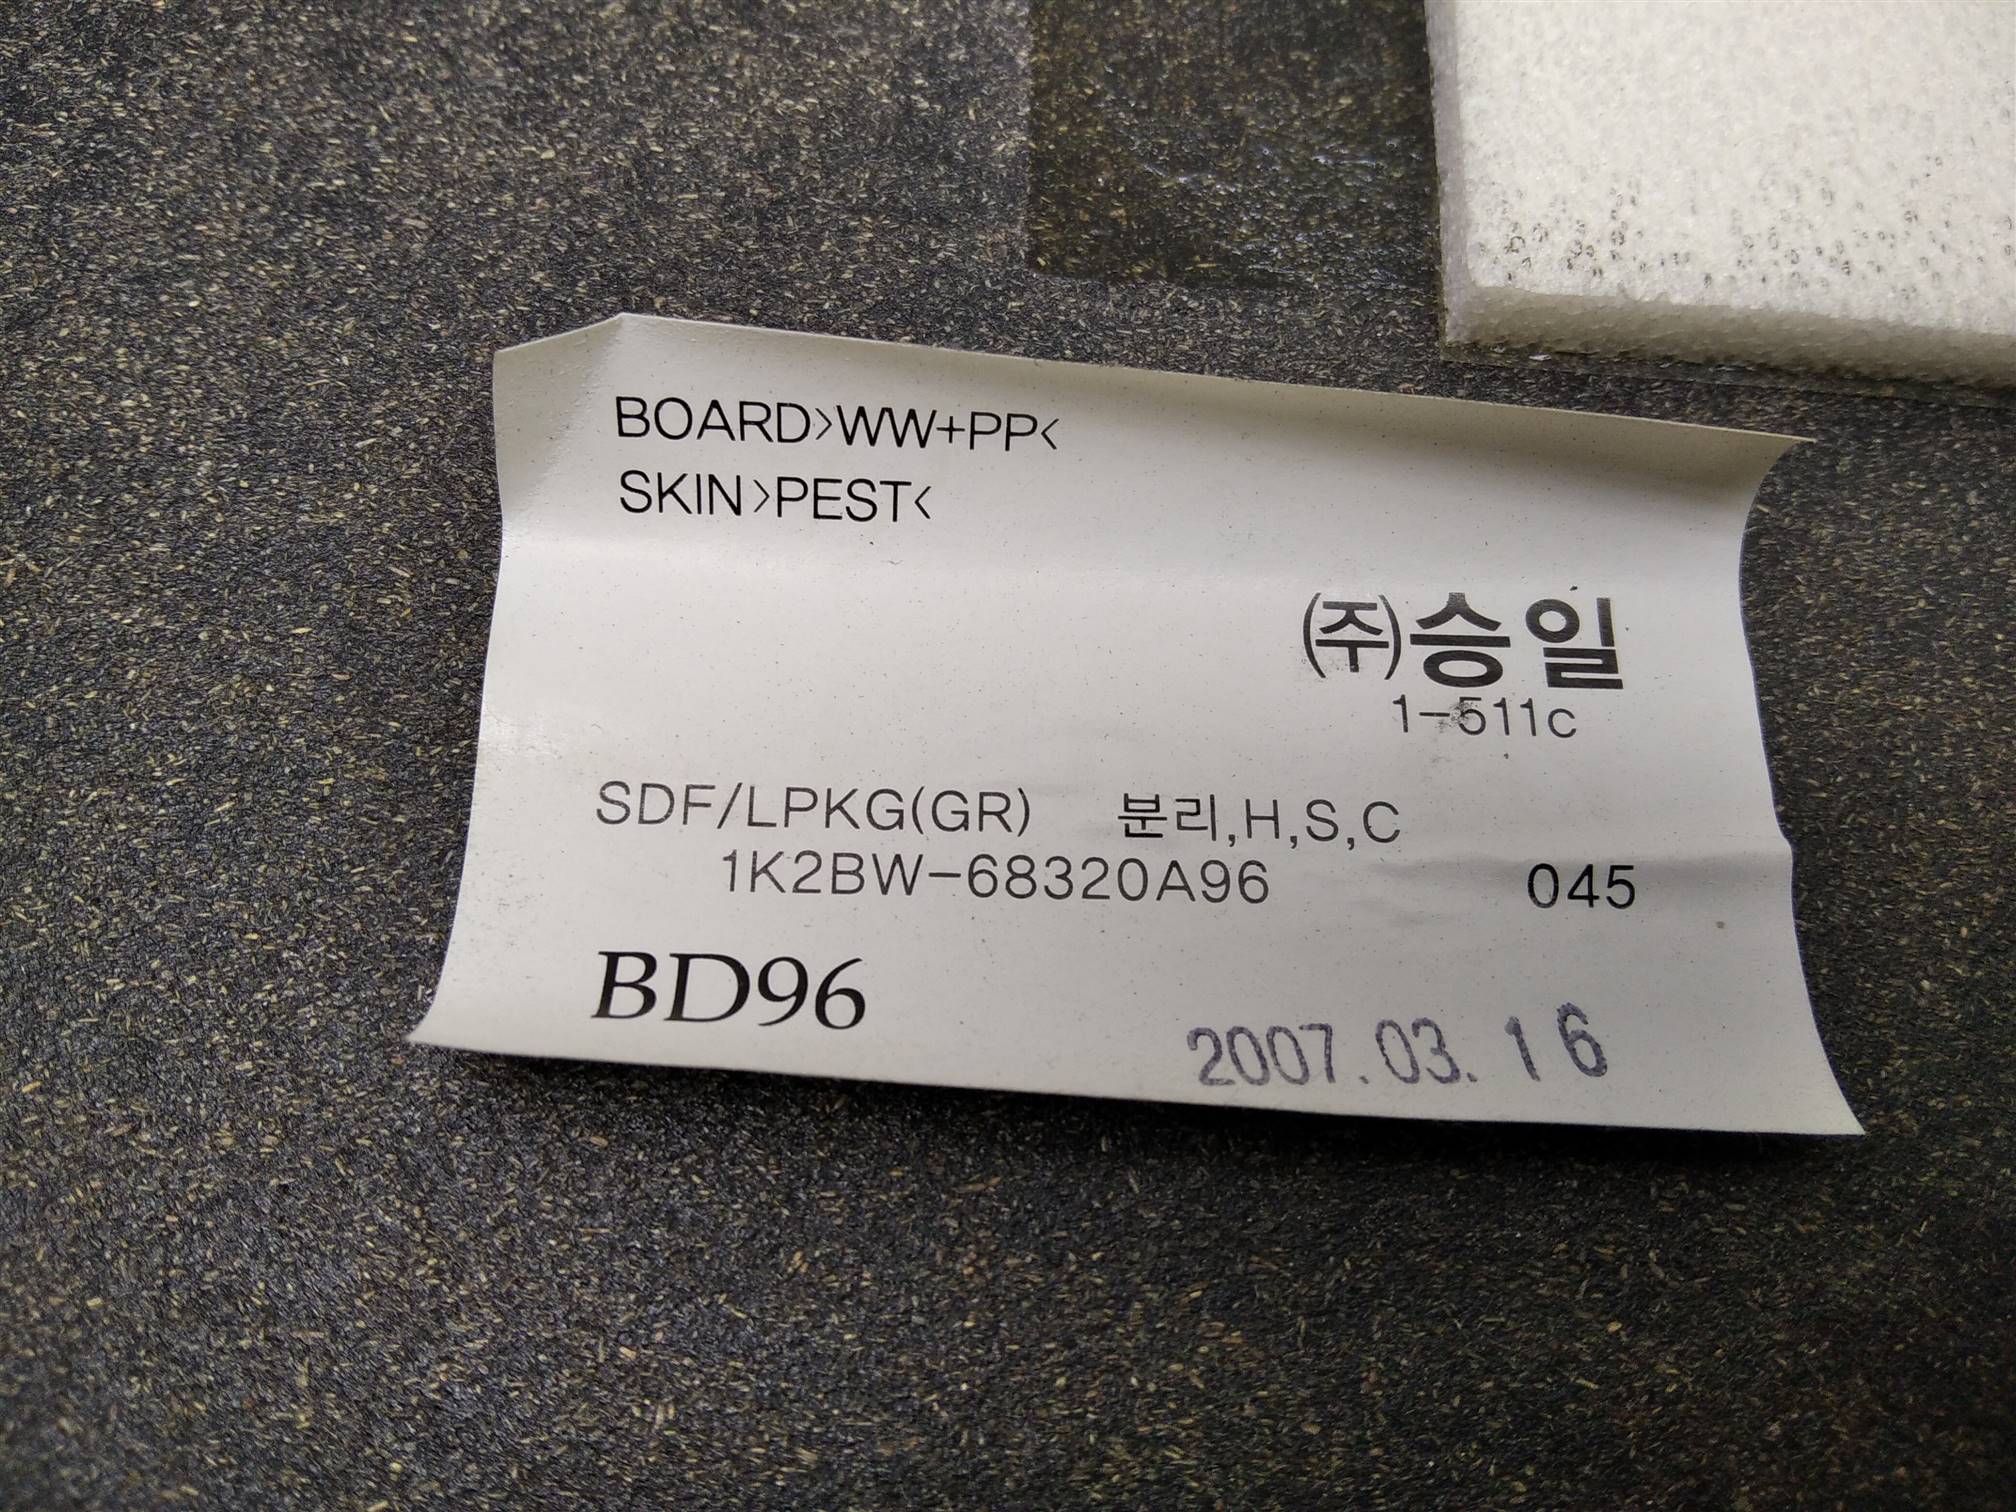 BOARD>WW+PP<
SKIN>PEST<
㈜승일
1-511c
SDF/LPKG(GR) 분리,H,S,C
1K2BW-68320A96 045
BD96
2007.03.16